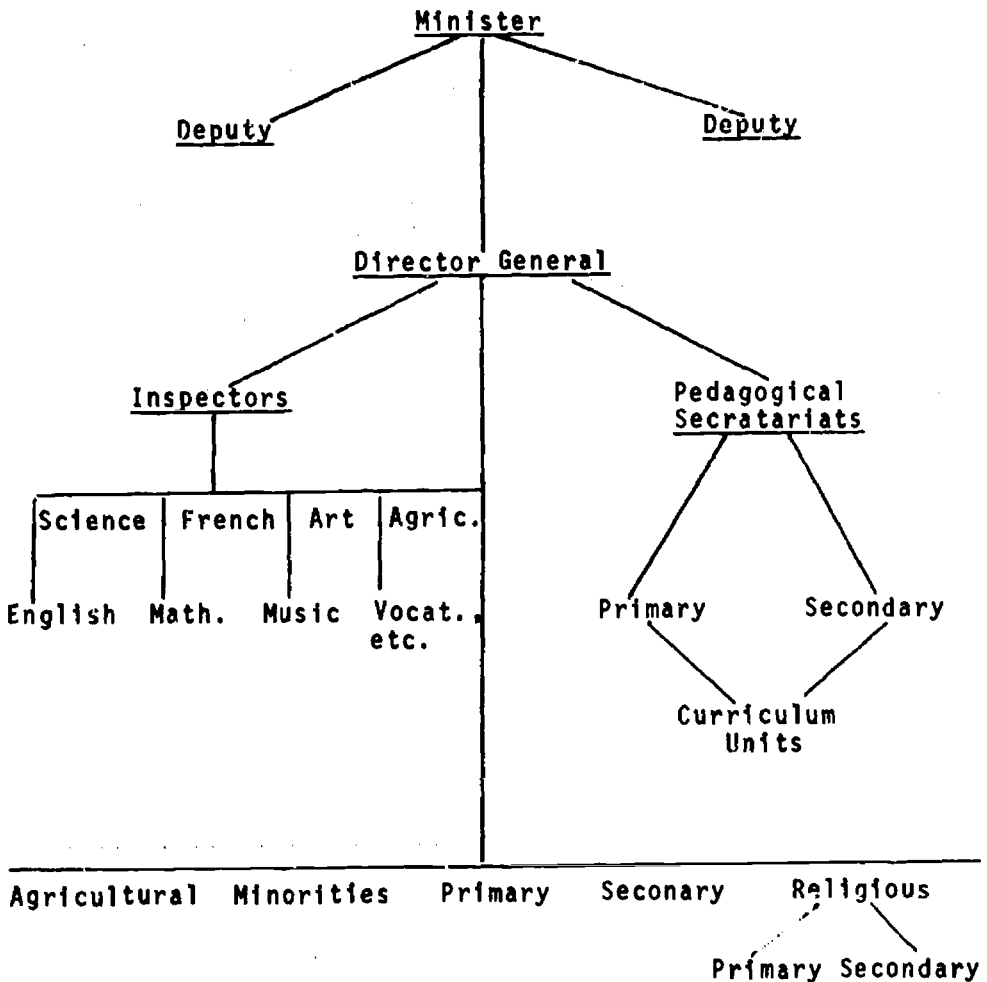 Minister
Deputy Deputy
Director General
Inspectors
Pedagogical
Secratariats
Science French Art Agric.
English Math. Music Vocat.,
etc.
Primary Secondary
Curriculum
Units
Agricultural Minorities Primary Seconary Religious
Primary Secondary